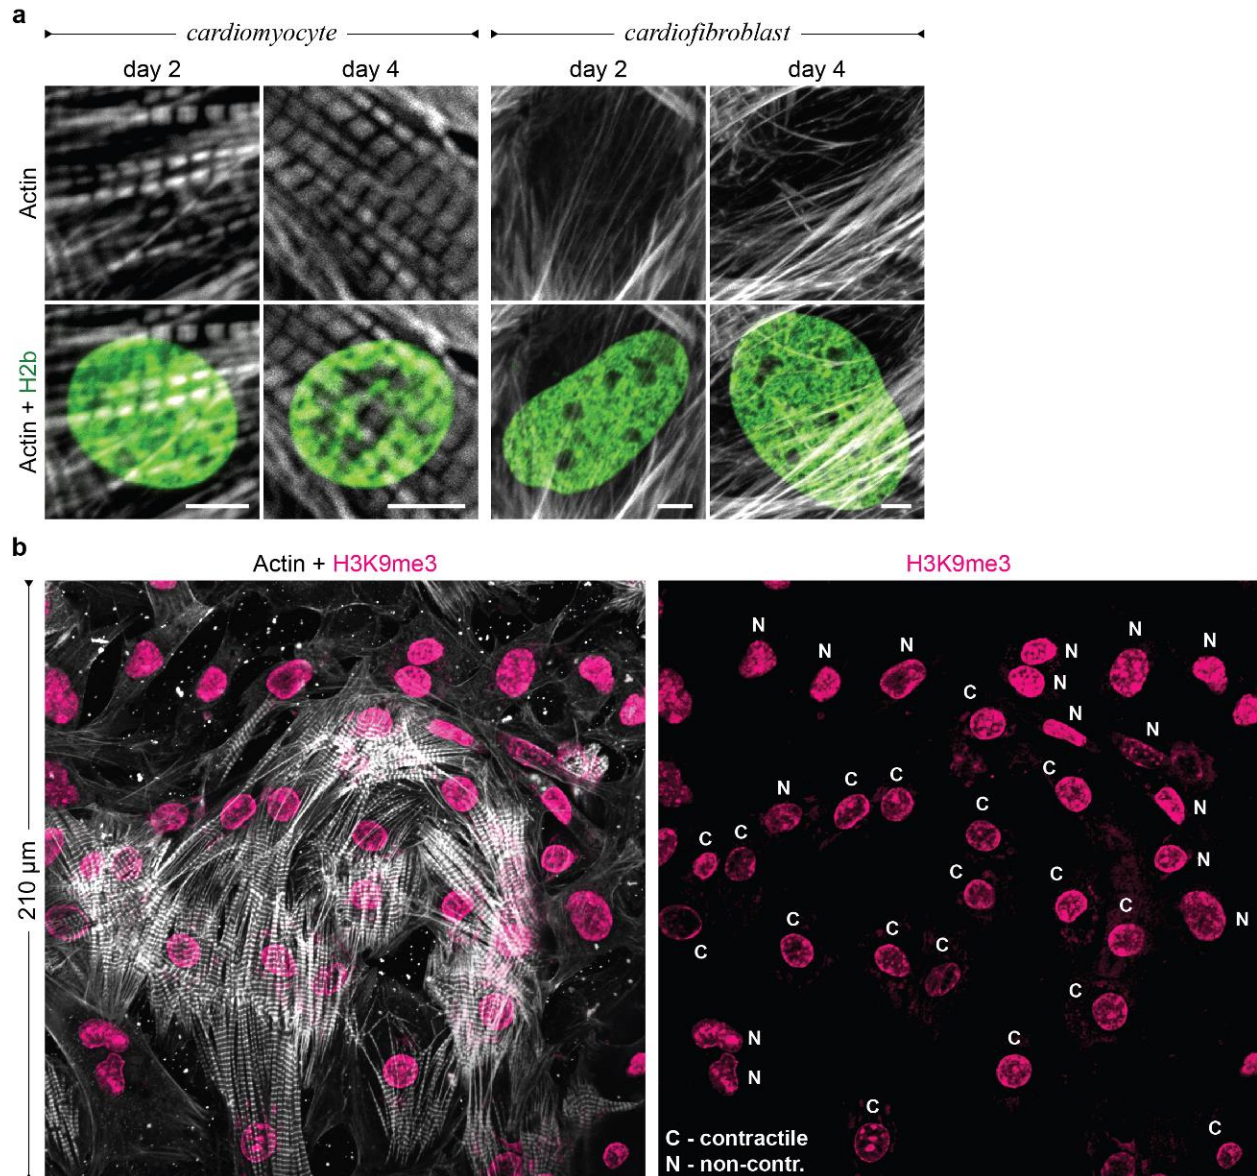 a
cardiomyocyte cardiofibroblast
day 2 day 4 day 2 day 4
Actin
Actin + H2b
b
Actin + H3K9me3 H3K9me3
210 µm
N
N
N
N
N
N
N
C
N
N
C
N
C
C
N
C
C
C
N
C
C
C
N
C
C
C
C
C
N
N
C
C
C
C - contractile
N - non-contr.